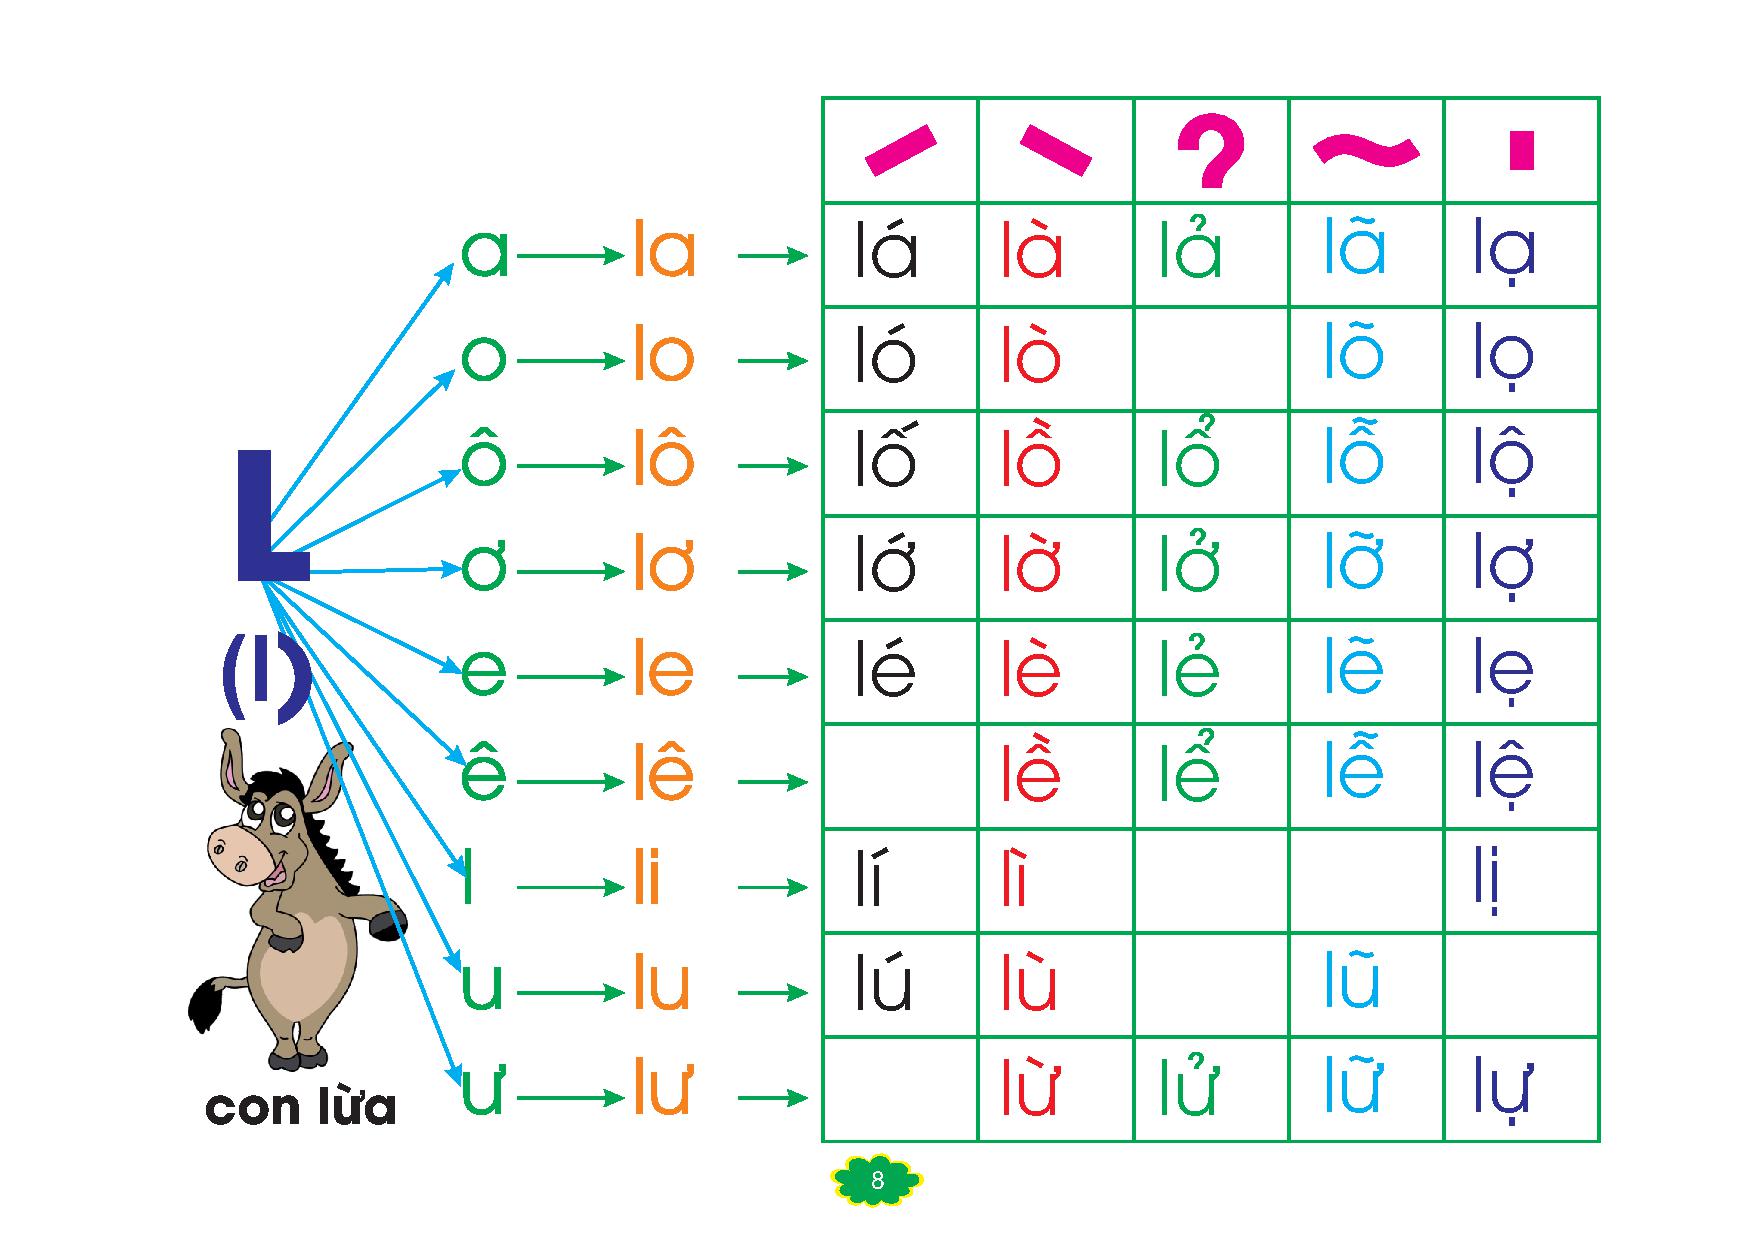 ´ ` ? ~ .
a la lá là lả lã lạ
o lo ló lò lõ lọ
ô lô lố lồ lổ lỗ lộ
L
ơ lơ lớ lờ lở lỡ lợ
(l)
e le lé lè lẻ lẽ lẹ
ê lê lề lể lễ lệ
l li lí lì lị
u lu lú lù lũ
ư lư lừ lử lữ lự
con lừa
8